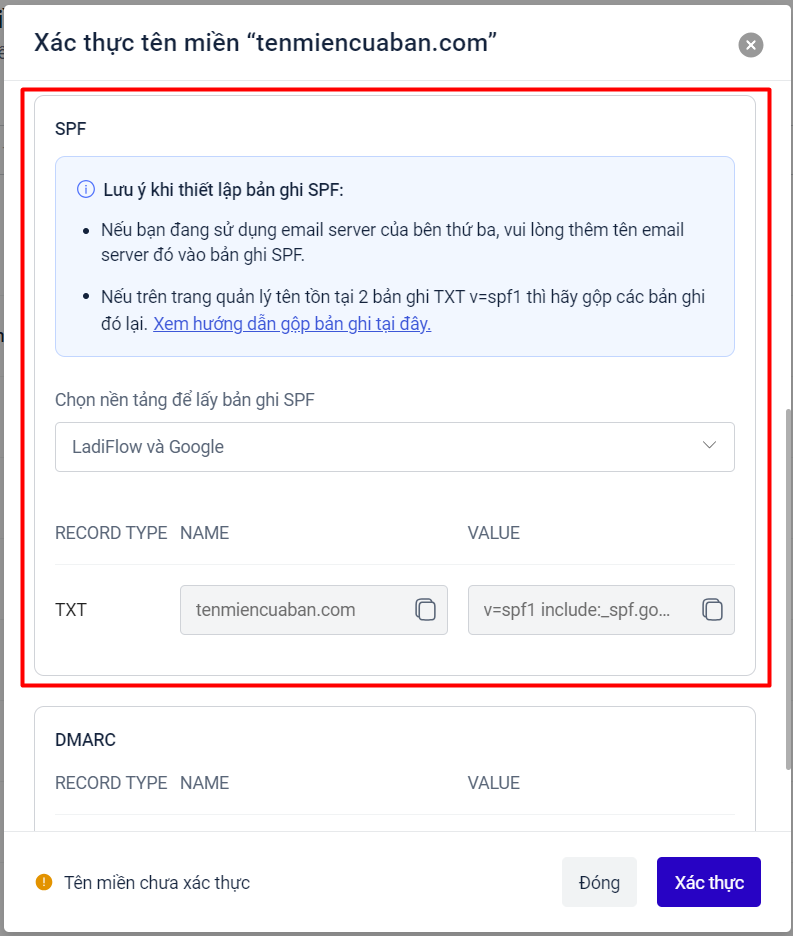 Xác thực tên miền “tenmiencuaban.com”
SPF
Lưu ý khi thiết lập bản ghi SPF:
Nếu bạn đang sử dụng email server của bên thứ ba, vui lòng thêm tên email
server đó vào bản ghi SPF.
Nếu trên trang quản lý tên tồn tại 2 bản ghi TXT v=spf1 thì hãy gộp các bản ghi
đó lại. Xem hướng dẫn gộp bản ghi tại đây.
Chọn nền tảng để lấy bản ghi SPF
LadiFlow và Google
RECORD TYPE NAME VALUE
TXT tenmiencuaban.com v=spf1 include:_spf.go...
DMARC
RECORD TYPE NAME VALUE
Tên miền chưa xác thực Đóng Xác thực